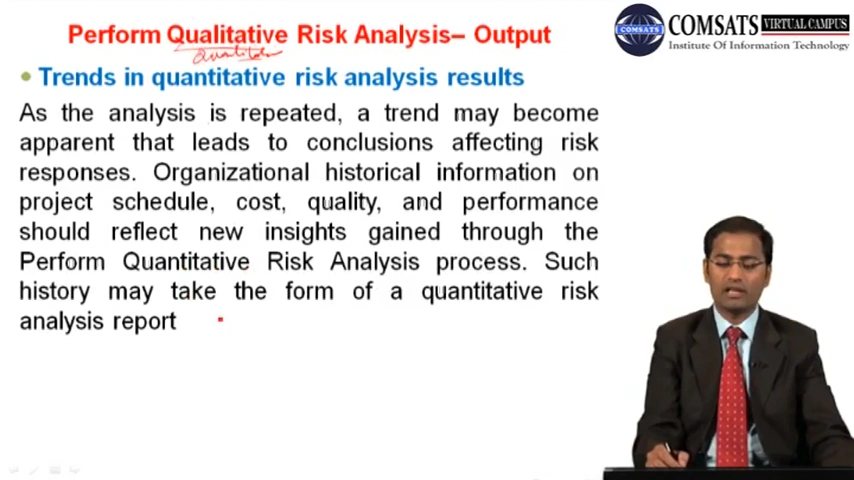 Perform Qualitative Risk Analysis– Output
quantitative
COMSATS VIRTUAL CAMPUS
Institute Of Information Technology
COMSATS
• Trends in quantitative risk analysis results
As the analysis is repeated, a trend may become
apparent that leads to conclusions affecting risk
responses. Organizational historical information on
project schedule, cost, quality, and performance
should reflect new insights gained through the
Perform Quantitative Risk Analysis process. Such
history may take the form of a quantitative risk
analysis report